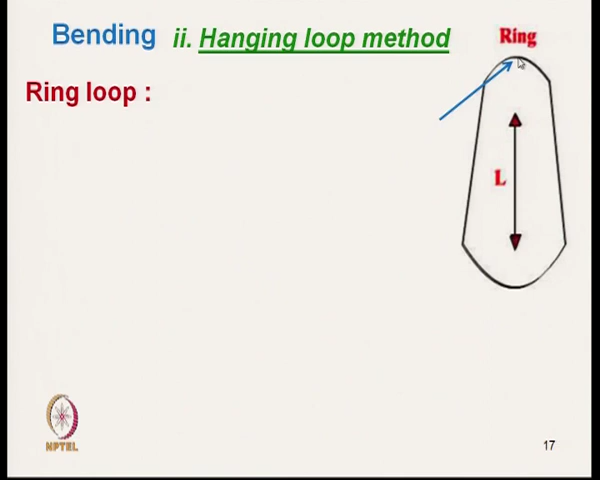 Bending ii. Hanging loop method
Ring
Ring loop :
L
NPTEL
17